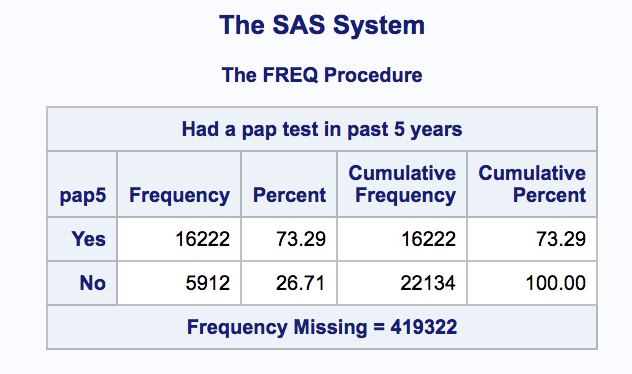 The SAS System
The FREQ Procedure
Had a pap test in past 5 years
pap5 Frequency Percent Cumulative Frequency Cumulative Percent
Yes 16222 73.29 16222 73.29
No 5912 26.71 22134 100.00
Frequency Missing = 419322